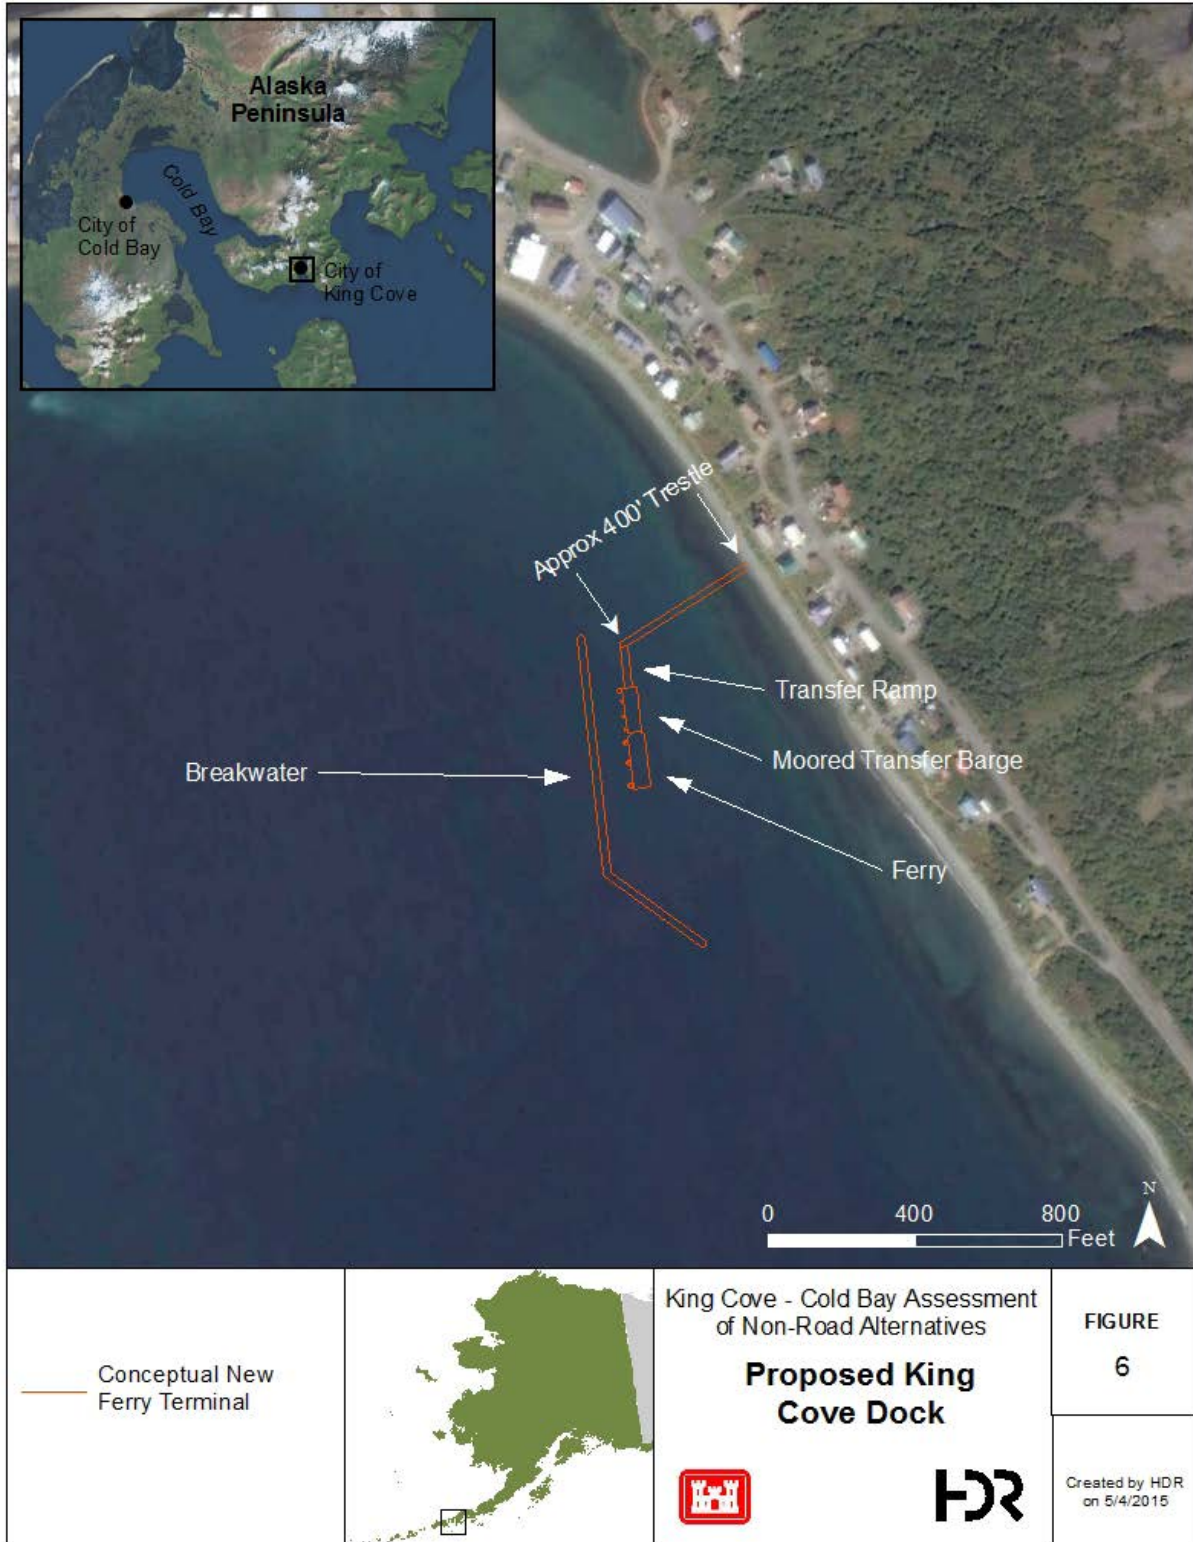 Alaska
Peninsula
Cold Bay
City of
Cold Bay
City of
King Cove
Approx 400' Trestle
Transfer Ramp
Moored Transfer Barge
Breakwater
Ferry
N
0 400 800
Feet
Conceptual New
Ferry Terminal
King Cove - Cold Bay Assessment
of Non-Road Alternatives
Proposed King
Cove Dock
HDR
FIGURE
6
Created by HDR
on 5/4/2015